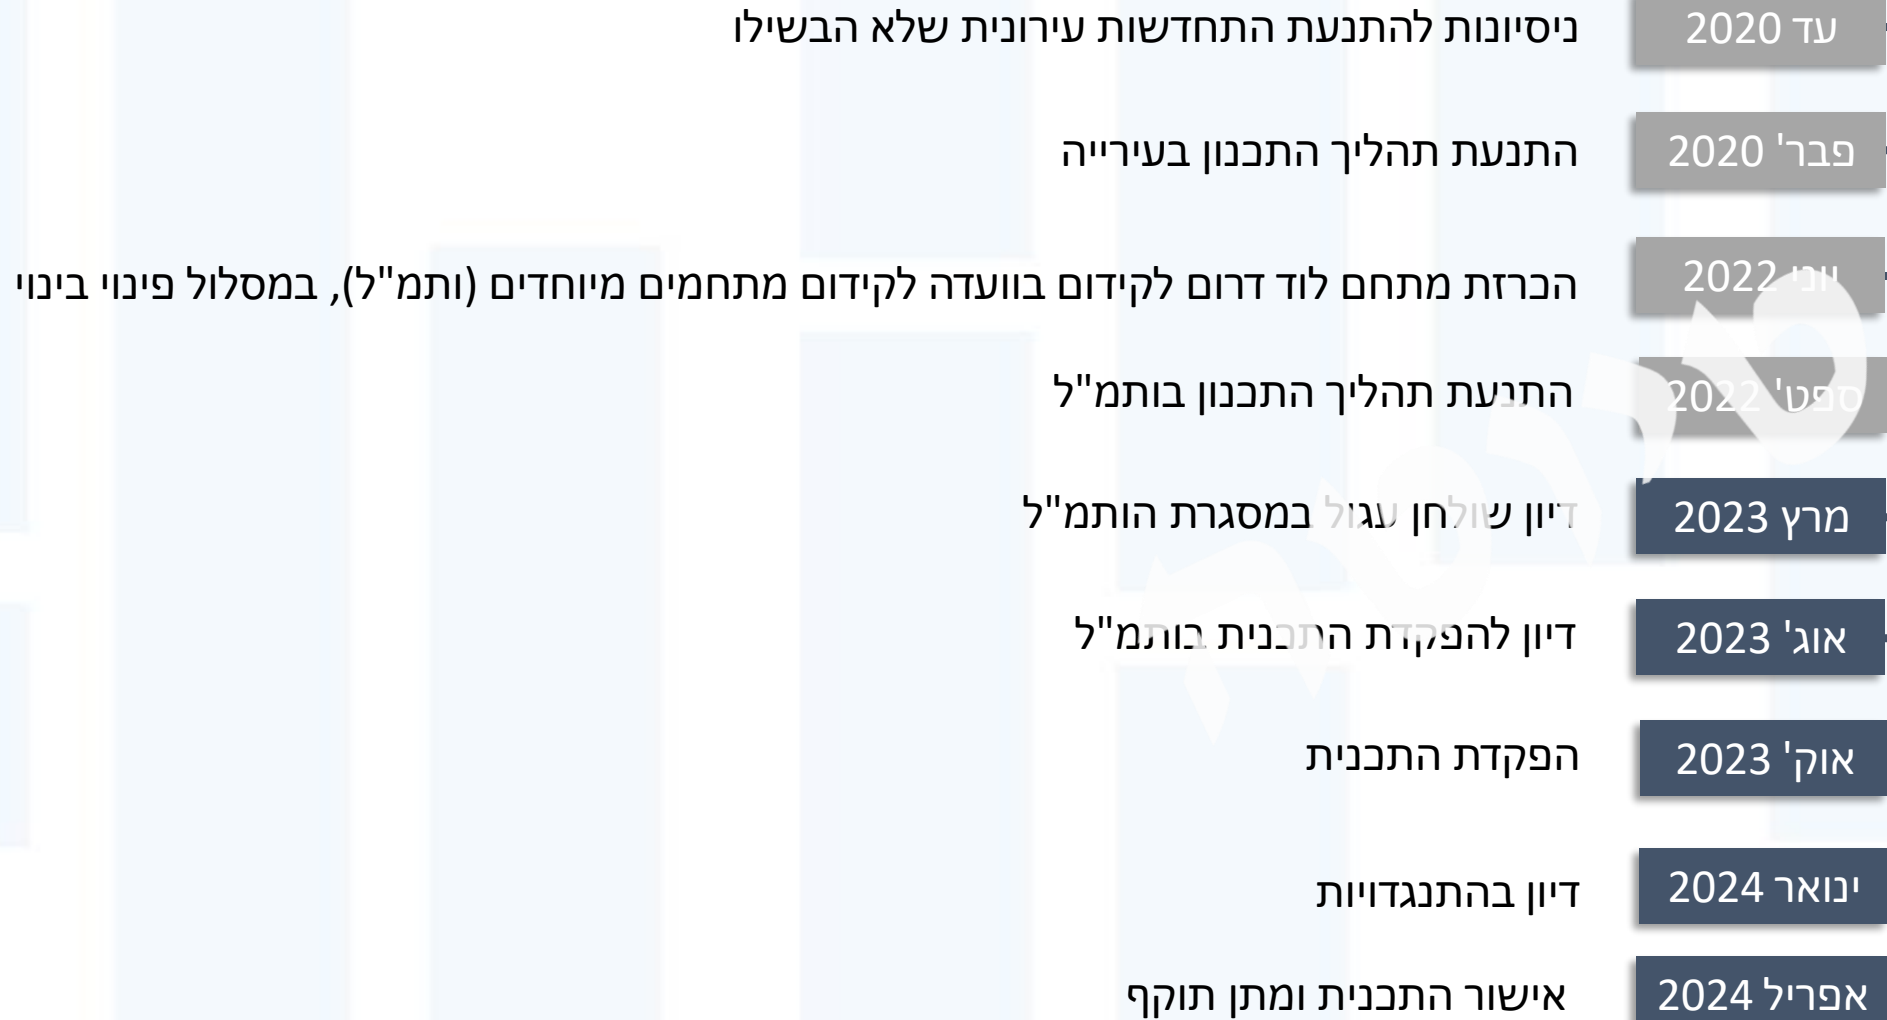 עד 2020 ניסיונות להתנעת התחדשות עירונית שלא הבשילו
פבר' 2020 התנעת תהליך התכנון בעירייה
יוני 2022 הכרזת מתחם לוד דרום לקידום בוועדה לקידום מתחמים מיוחדים (ותמ"ל), במסלול פינוי בינוי
ספט' 2022 התנעת תהליך התכנון בותמ"ל
מרץ 2023 דיון שולחן עגול במסגרת הותמ"ל
אוג' 2023 דיון להפקדת התכנית בותמ"ל
אוק' 2023 הפקדת התכנית
ינואר 2024 דיון בהתנגדויות
אפריל 2024 אישור התכנית ומתן תוקף